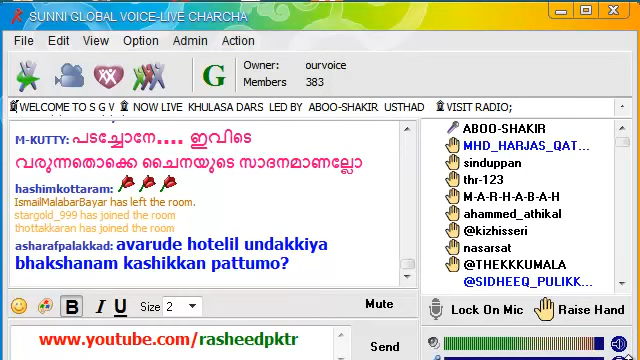 SUNNI GLOBAL VOICE-LIVE CHARCHA
File Edit View Option Admin Action
G Owner: ourvoice
Members 383
WELCOME TO S G V NOW LIVE KHULASA DARS LED BY ABOO-SHAKIR USTHAD VISIT RADIO;
M-KUTTY: പടച്ചോനേ.... ഇവിടെ
വരുന്നതൊക്കെ ചൈനയുടെ സാദനമാണല്ലോ
hashimkottaram:
IsmailMalabarBayar has left the room.
stargold_999 has joined the room
thottakkaran has joined the room
asharafpalakkad: avarude hotelil undakkiya
bhakshanam kashikkan pattumo?
ABOO-SHAKIR
MHD_HARJAS_QAT...
sinduppan
thr-123
M-A-R-H-A-B-A-H
ahammed_athikal
@kizhisseri
nasarsat
@THEKKKUMALA
@SIDHEEQ_PULIKK...
B I U Size 2 Mute
Lock On Mic Raise Hand
www.youtube.com/rasheedpktr
Send